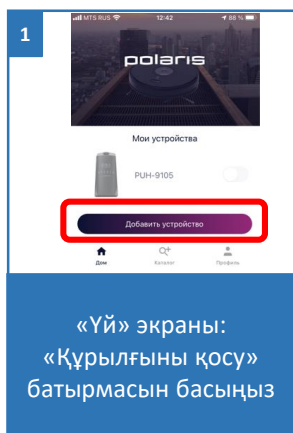 1
MTS RUS 12:42 88 %
polaris
Мои устройства
PUH-9105
Добавить устройство
Дом Каталог Профиль
«Үй» экраны:
«Құрылғыны қосу»
батырмасын басыңыз